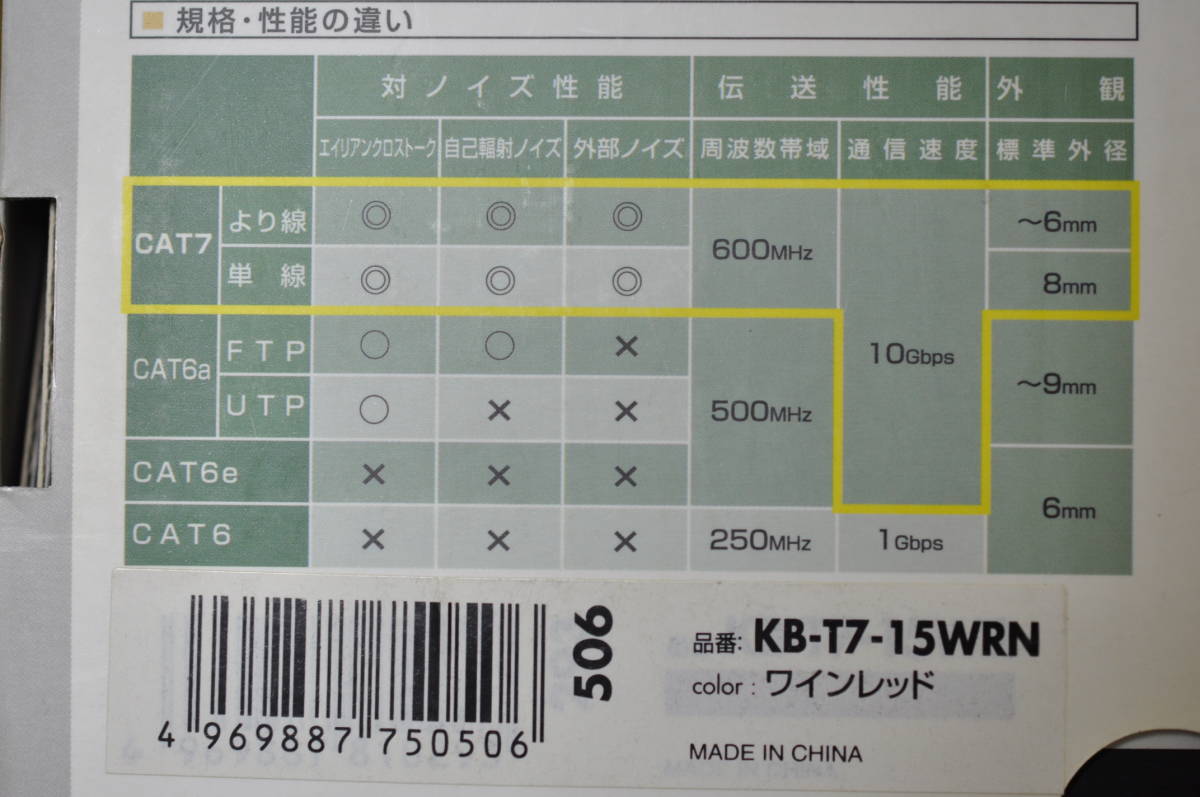 ■ 規格・性能の違い
対ノイズ性能 伝送性能 外観
エイリアンクロストーク 自己輻射ノイズ 外部ノイズ 周波数帯域 通信速度 標準外径
CAT7 より線 ◎ ◎ ◎ 600MHz 10Gbps ～6mm
単線 ◎ ◎ ◎ 8mm
CAT6a FTP ○ ○ × 500MHz ～9mm
UTP ○ × ×
CAT6e × × × 6mm
CAT6 × × × 250MHz 1Gbps
4 969887 750506
506
品番: KB-T7-15WRN
color : ワインレッド
MADE IN CHINA